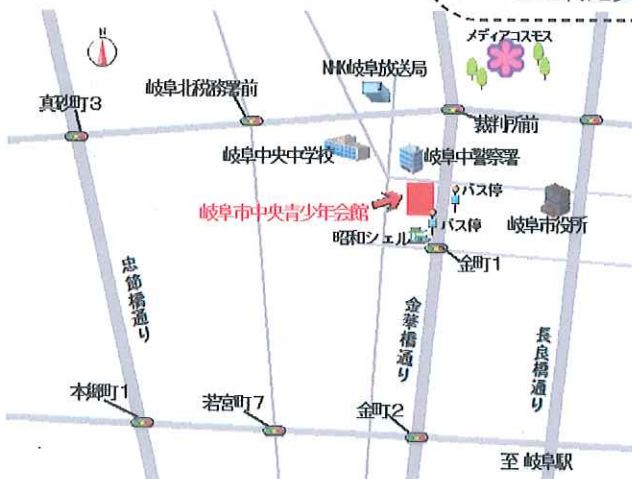 メディアコスモス
N
NHK岐阜放送局
真砂町3
岐阜北税務署前
裁判所前
岐阜中央中学校
岐阜中警察署
バス停
岐阜市中央青少年会館
バス停
岐阜市役所
昭和シェル
金町1
忠節橋通り
金華橋通り
長良橋通り
本郷町1
若宮町7
金町2
至 岐阜駅